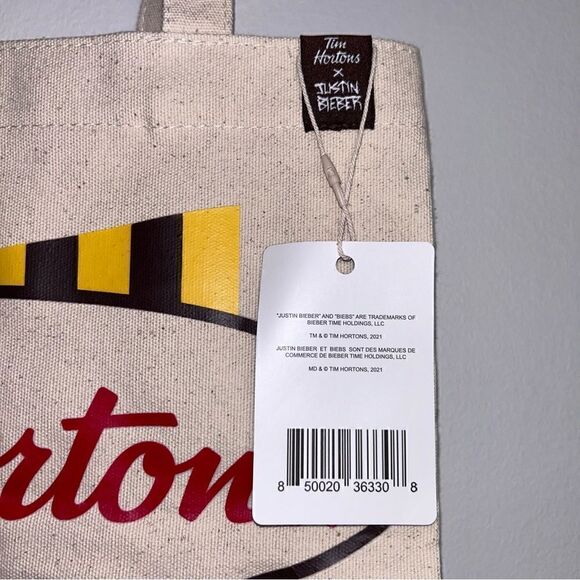 Tim
Hortons
X
JUSTIN
BIEBER
"JUSTIN BIEBER" AND "BIEBS" ARE TRADEMARKS OF
BIEBER TIME HOLDINGS, LLC
TM & © TIM HORTONS, 2021
JUSTIN BIEBER ET BIEBS SONT DES MARQUES DE
COMMERCE DE BIEBER TIME HOLDINGS, LLC
MD & © TIM HORTONS, 2021
8 50020 36330 8
rton